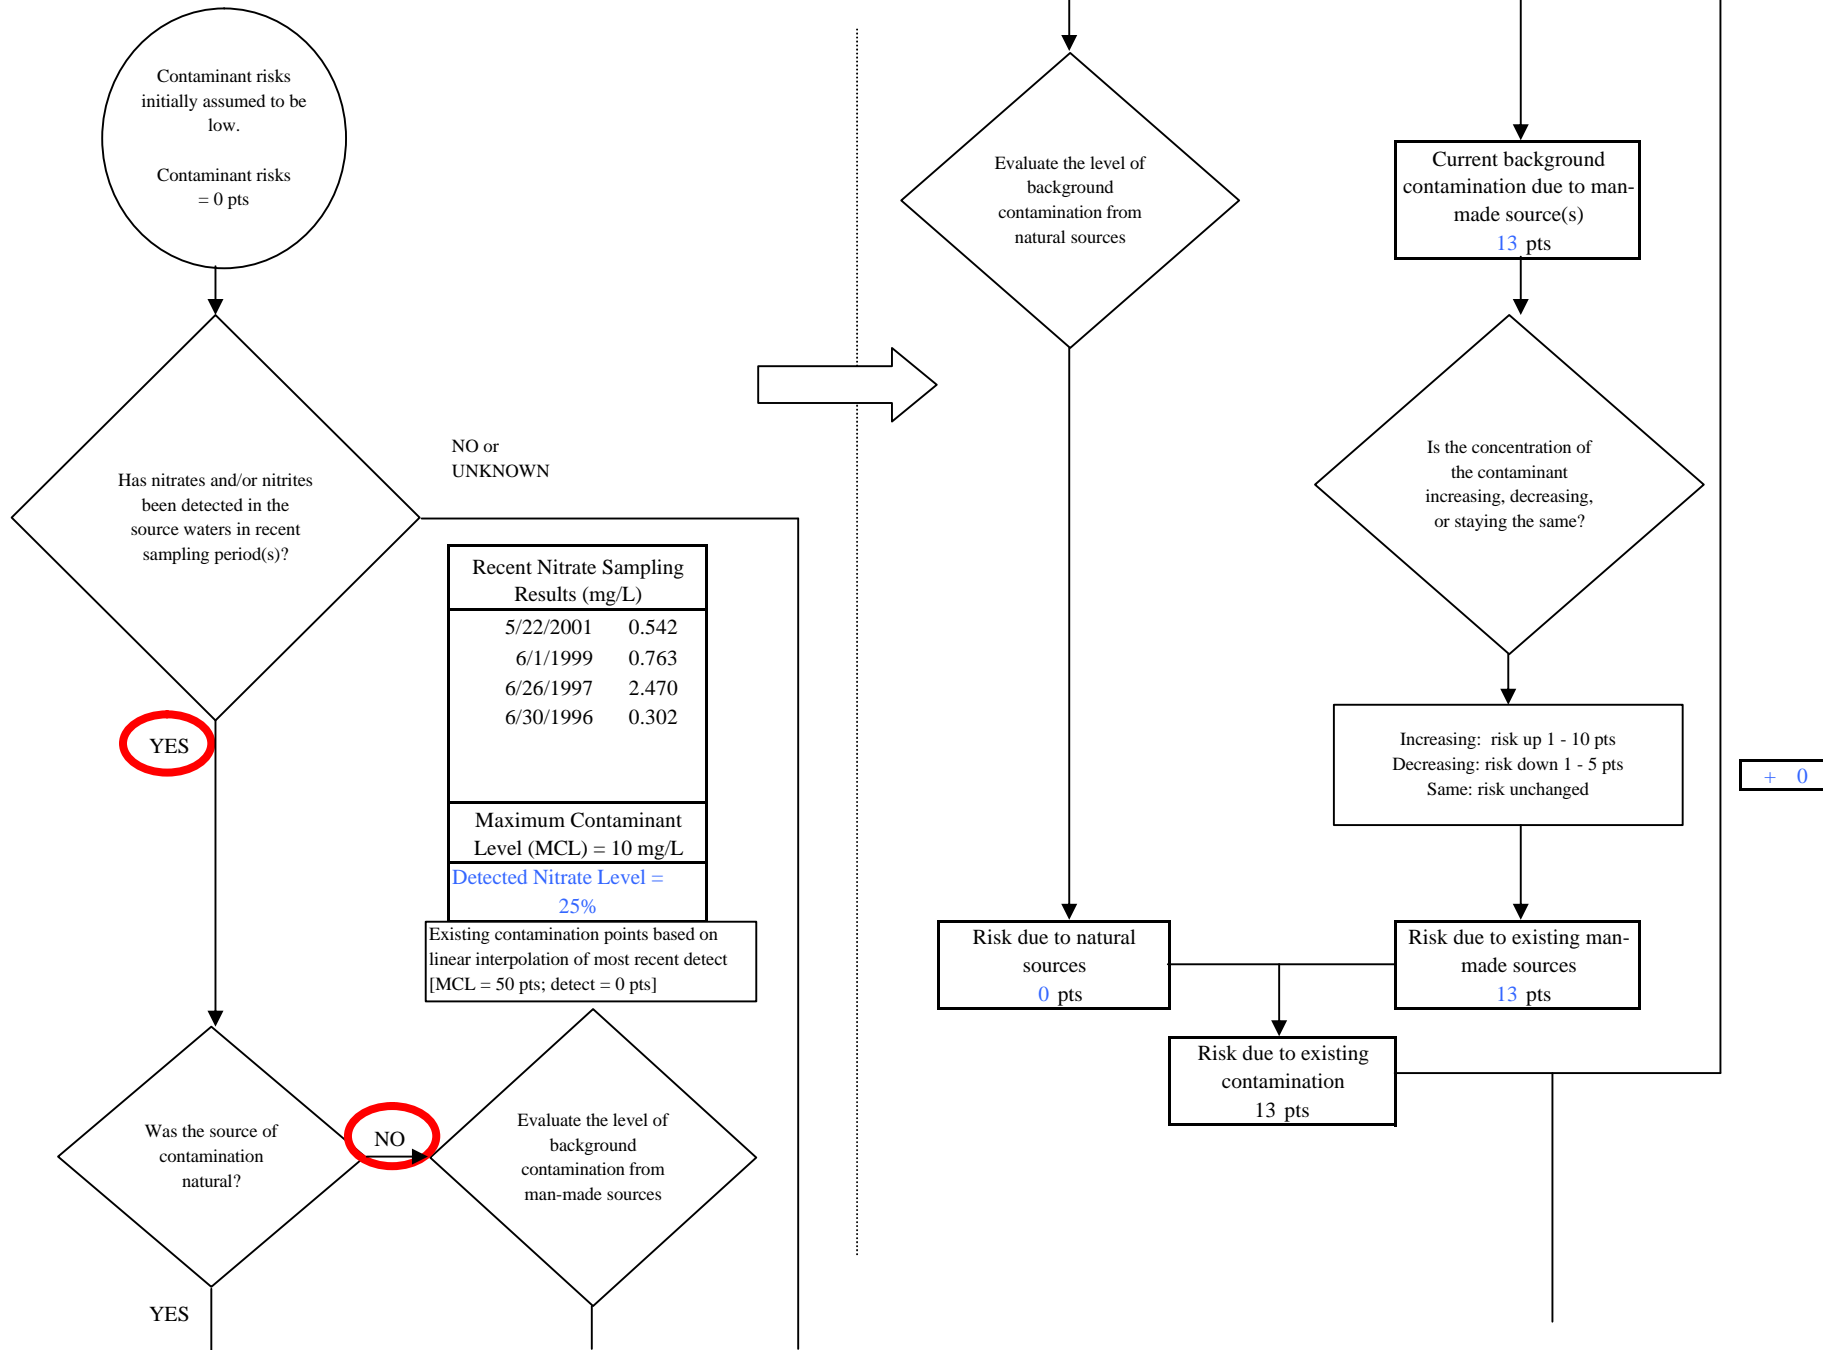 Contaminant risks
initially assumed to be
low.
Contaminant risks
= 0 pts
Has nitrates and/or nitrites
been detected in the
source waters in recent
sampling period(s)?
NO or
UNKNOWN
YES
Recent Nitrate Sampling
Results (mg/L)
5/22/2001 0.542
6/1/1999 0.763
6/26/1997 2.470
6/30/1996 0.302
Maximum Contaminant
Level (MCL) = 10 mg/L
Detected Nitrate Level =
25%
Existing contamination points based on
linear interpolation of most recent detect
[MCL = 50 pts; detect = 0 pts]
Was the source of
contamination
natural?
NO
Evaluate the level of
background
contamination from
man-made sources
YES
Evaluate the level of
background
contamination from
natural sources
Current background
contamination due to man-
made source(s)
13 pts
Is the concentration of
the contaminant
increasing, decreasing,
or staying the same?
Increasing: risk up 1 - 10 pts
Decreasing: risk down 1 - 5 pts
Same: risk unchanged
+ 0
Risk due to natural
sources
0 pts
Risk due to existing man-
made sources
13 pts
Risk due to existing
contamination
13 pts